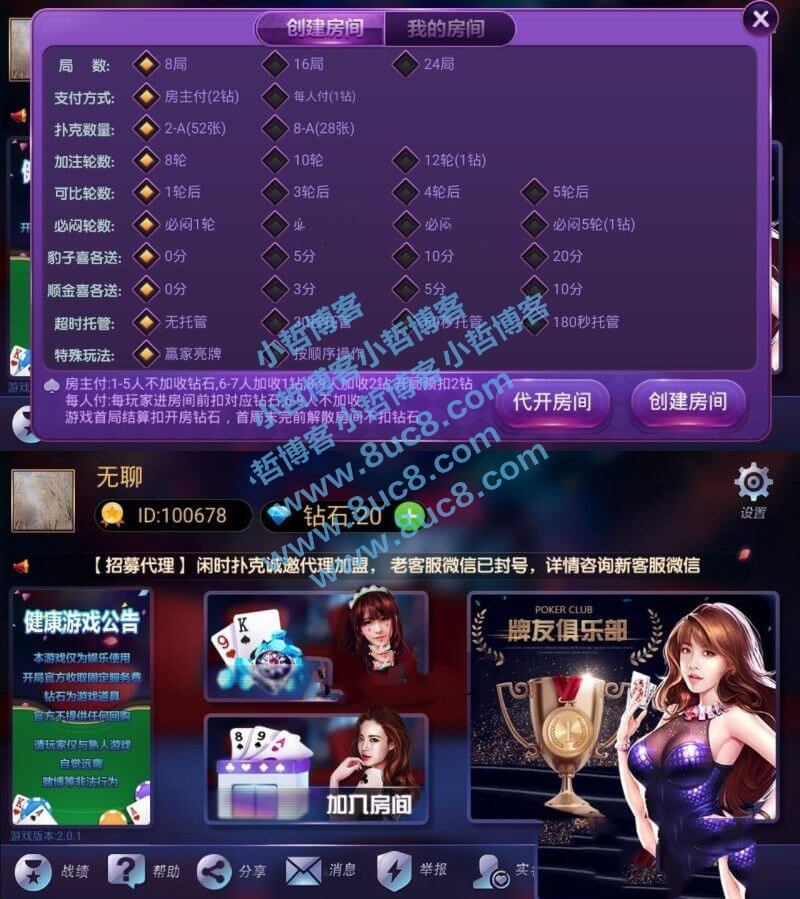 创建房间 我的房间
局 数: 8局 16局 24局
支付方式: 房主付(2钻) 每人付(1钻)
扑克数量: 2-A(52张) 8-A(28张)
加注轮数: 8轮 10轮 12轮(1钻)
可比轮数: 1轮后 3轮后 4轮后 5轮后
必闷轮数: 必闷1轮 必闷5轮(1钻)
豹子喜各送: 0分 5分 10分 20分
顺金喜各送: 0分 3分 5分 10分
超时托管: 无托管 180秒托管
特殊玩法: 赢家亮牌 按顺序操作
房主付:1-5人不加收钻石,6-7人加收1钻,8-9人加收2钻,开局预扣2钻
每人付:每玩家进房间前扣对应钻石,6-9人不加收
游戏首局结算扣开房钻石，首局未完前解散房间不扣钻石
代开房间 创建房间
小哲博客 小哲博客 小哲博客
小哲博客 小哲博客 小哲博客
www.8uc8.com
www.8uc8.com
www.8uc8.com
无聊
ID:100678 钻石:20
设置
【招募代理】闲时扑克诚邀代理加盟， 老客服微信已封号，详情咨询新客服微信
健康游戏公告
本游戏仅为娱乐使用
开局官方收取固定服务费
钻石为游戏道具
官方不提供任何回购
请玩家仅与熟人游戏
自觉远离
赌博等非法行为
K 9
8 9 A
加入房间
POKER CLUB
牌友俱乐部
游戏版本:2.0.1
战绩 帮助 分享 消息 举报